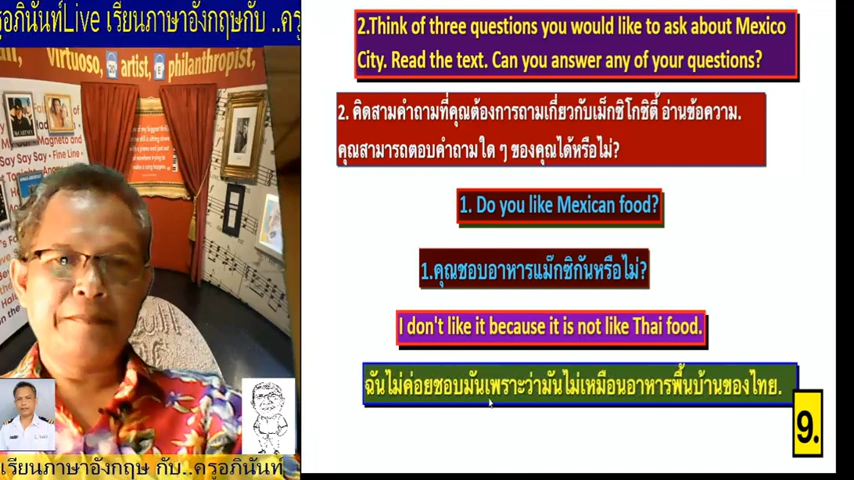 รูอภินันท์Live เรียนภาษาอังกฤษกับ ..ครู
Virtuoso,
artist,
philanthropist,
Magneto and
Say Say Say • Fine Line
เรียนภาษาอังกฤษ กับ..ครูอภินันท์
2.Think of three questions you would like to ask about Mexico
City. Read the text. Can you answer any of your questions?
2. คิดสามคำถามที่คุณต้องการถามเกี่ยวกับเม็กซิโกซิตี้ อ่านข้อความ.
คุณสามารถตอบคำถามใด ๆ ของคุณได้หรือไม่?
1. Do you like Mexican food?
1.คุณชอบอาหารแม๊กซิกันหรือไม่?
I don't like it because it is not like Thai food.
ฉันไม่ค่อยชอบมันเพราะว่ามันไม่เหมือนอาหารพื้นบ้านของไทย.
9.